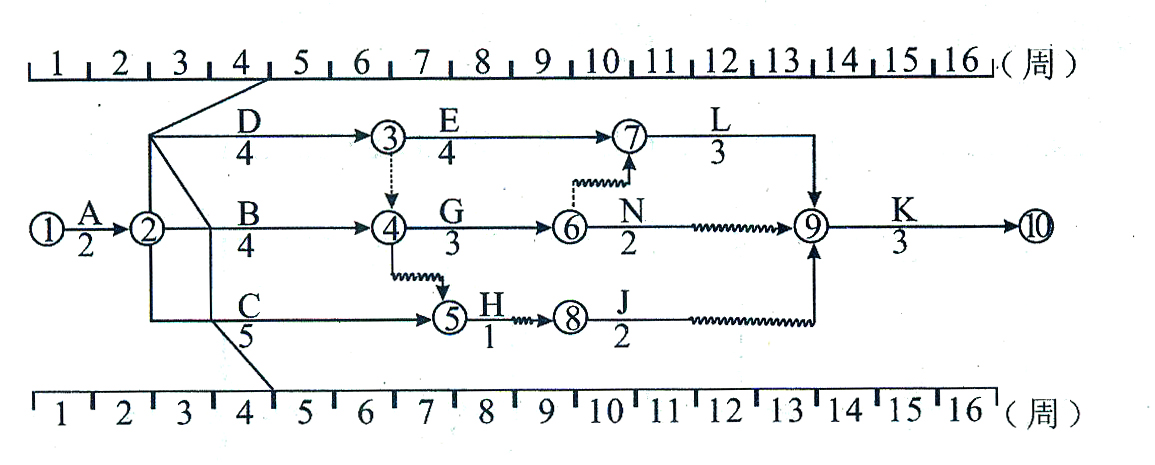 1 2 3 4 5 6 7 8 9 10 11 12 13 14 15 16 (周)
D E L
4 ③ 4 ⑦ 3
① A ② B ④ G ⑥ N ⑨ K ⑩
2 4 3 2 3
C ⑤ H ⑧ J
5 1 2
1 2 3 4 5 6 7 8 9 10 11 12 13 14 15 16 (周)